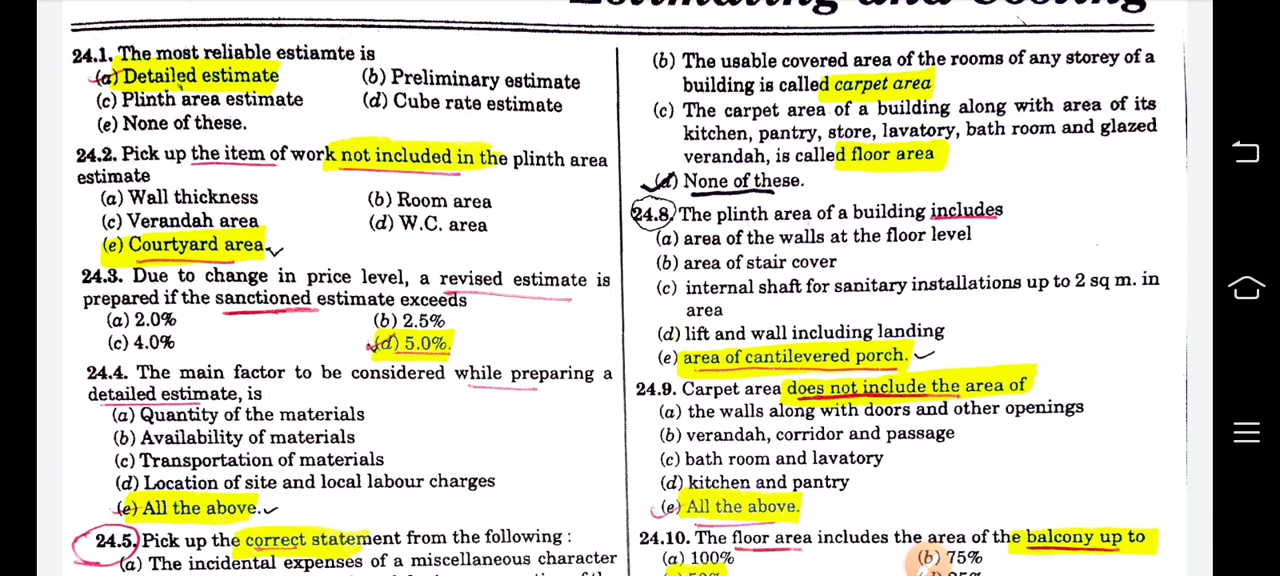 Estimating and Costing
24.1. The most reliable estiamte is
(a) Detailed estimate (b) Preliminary estimate
(c) Plinth area estimate (d) Cube rate estimate
(e) None of these.
24.2. Pick up the item of work not included in the plinth area
estimate
(a) Wall thickness (b) Room area
(c) Verandah area (d) W.C. area
(e) Courtyard area.
24.3. Due to change in price level, a revised estimate is
prepared if the sanctioned estimate exceeds
(a) 2.0% (b) 2.5%
(c) 4.0% (d) 5.0%.
24.4. The main factor to be considered while preparing a
detailed estimate, is
(a) Quantity of the materials
(b) Availability of materials
(c) Transportation of materials
(d) Location of site and local labour charges
(e) All the above.
24.5. Pick up the correct statement from the following :
(a) The incidental expenses of a miscellaneous character
(b) The usable covered area of the rooms of any storey of a
building is called carpet area
(c) The carpet area of a building along with area of its
kitchen, pantry, store, lavatory, bath room and glazed
verandah, is called floor area
(d) None of these.
24.8. The plinth area of a building includes
(a) area of the walls at the floor level
(b) area of stair cover
(c) internal shaft for sanitary installations up to 2 sq m. in
area
(d) lift and wall including landing
(e) area of cantilevered porch.
24.9. Carpet area does not include the area of
(a) the walls along with doors and other openings
(b) verandah, corridor and passage
(c) bath room and lavatory
(d) kitchen and pantry
(e) All the above.
24.10. The floor area includes the area of the balcony up to
(a) 100% (b) 75%